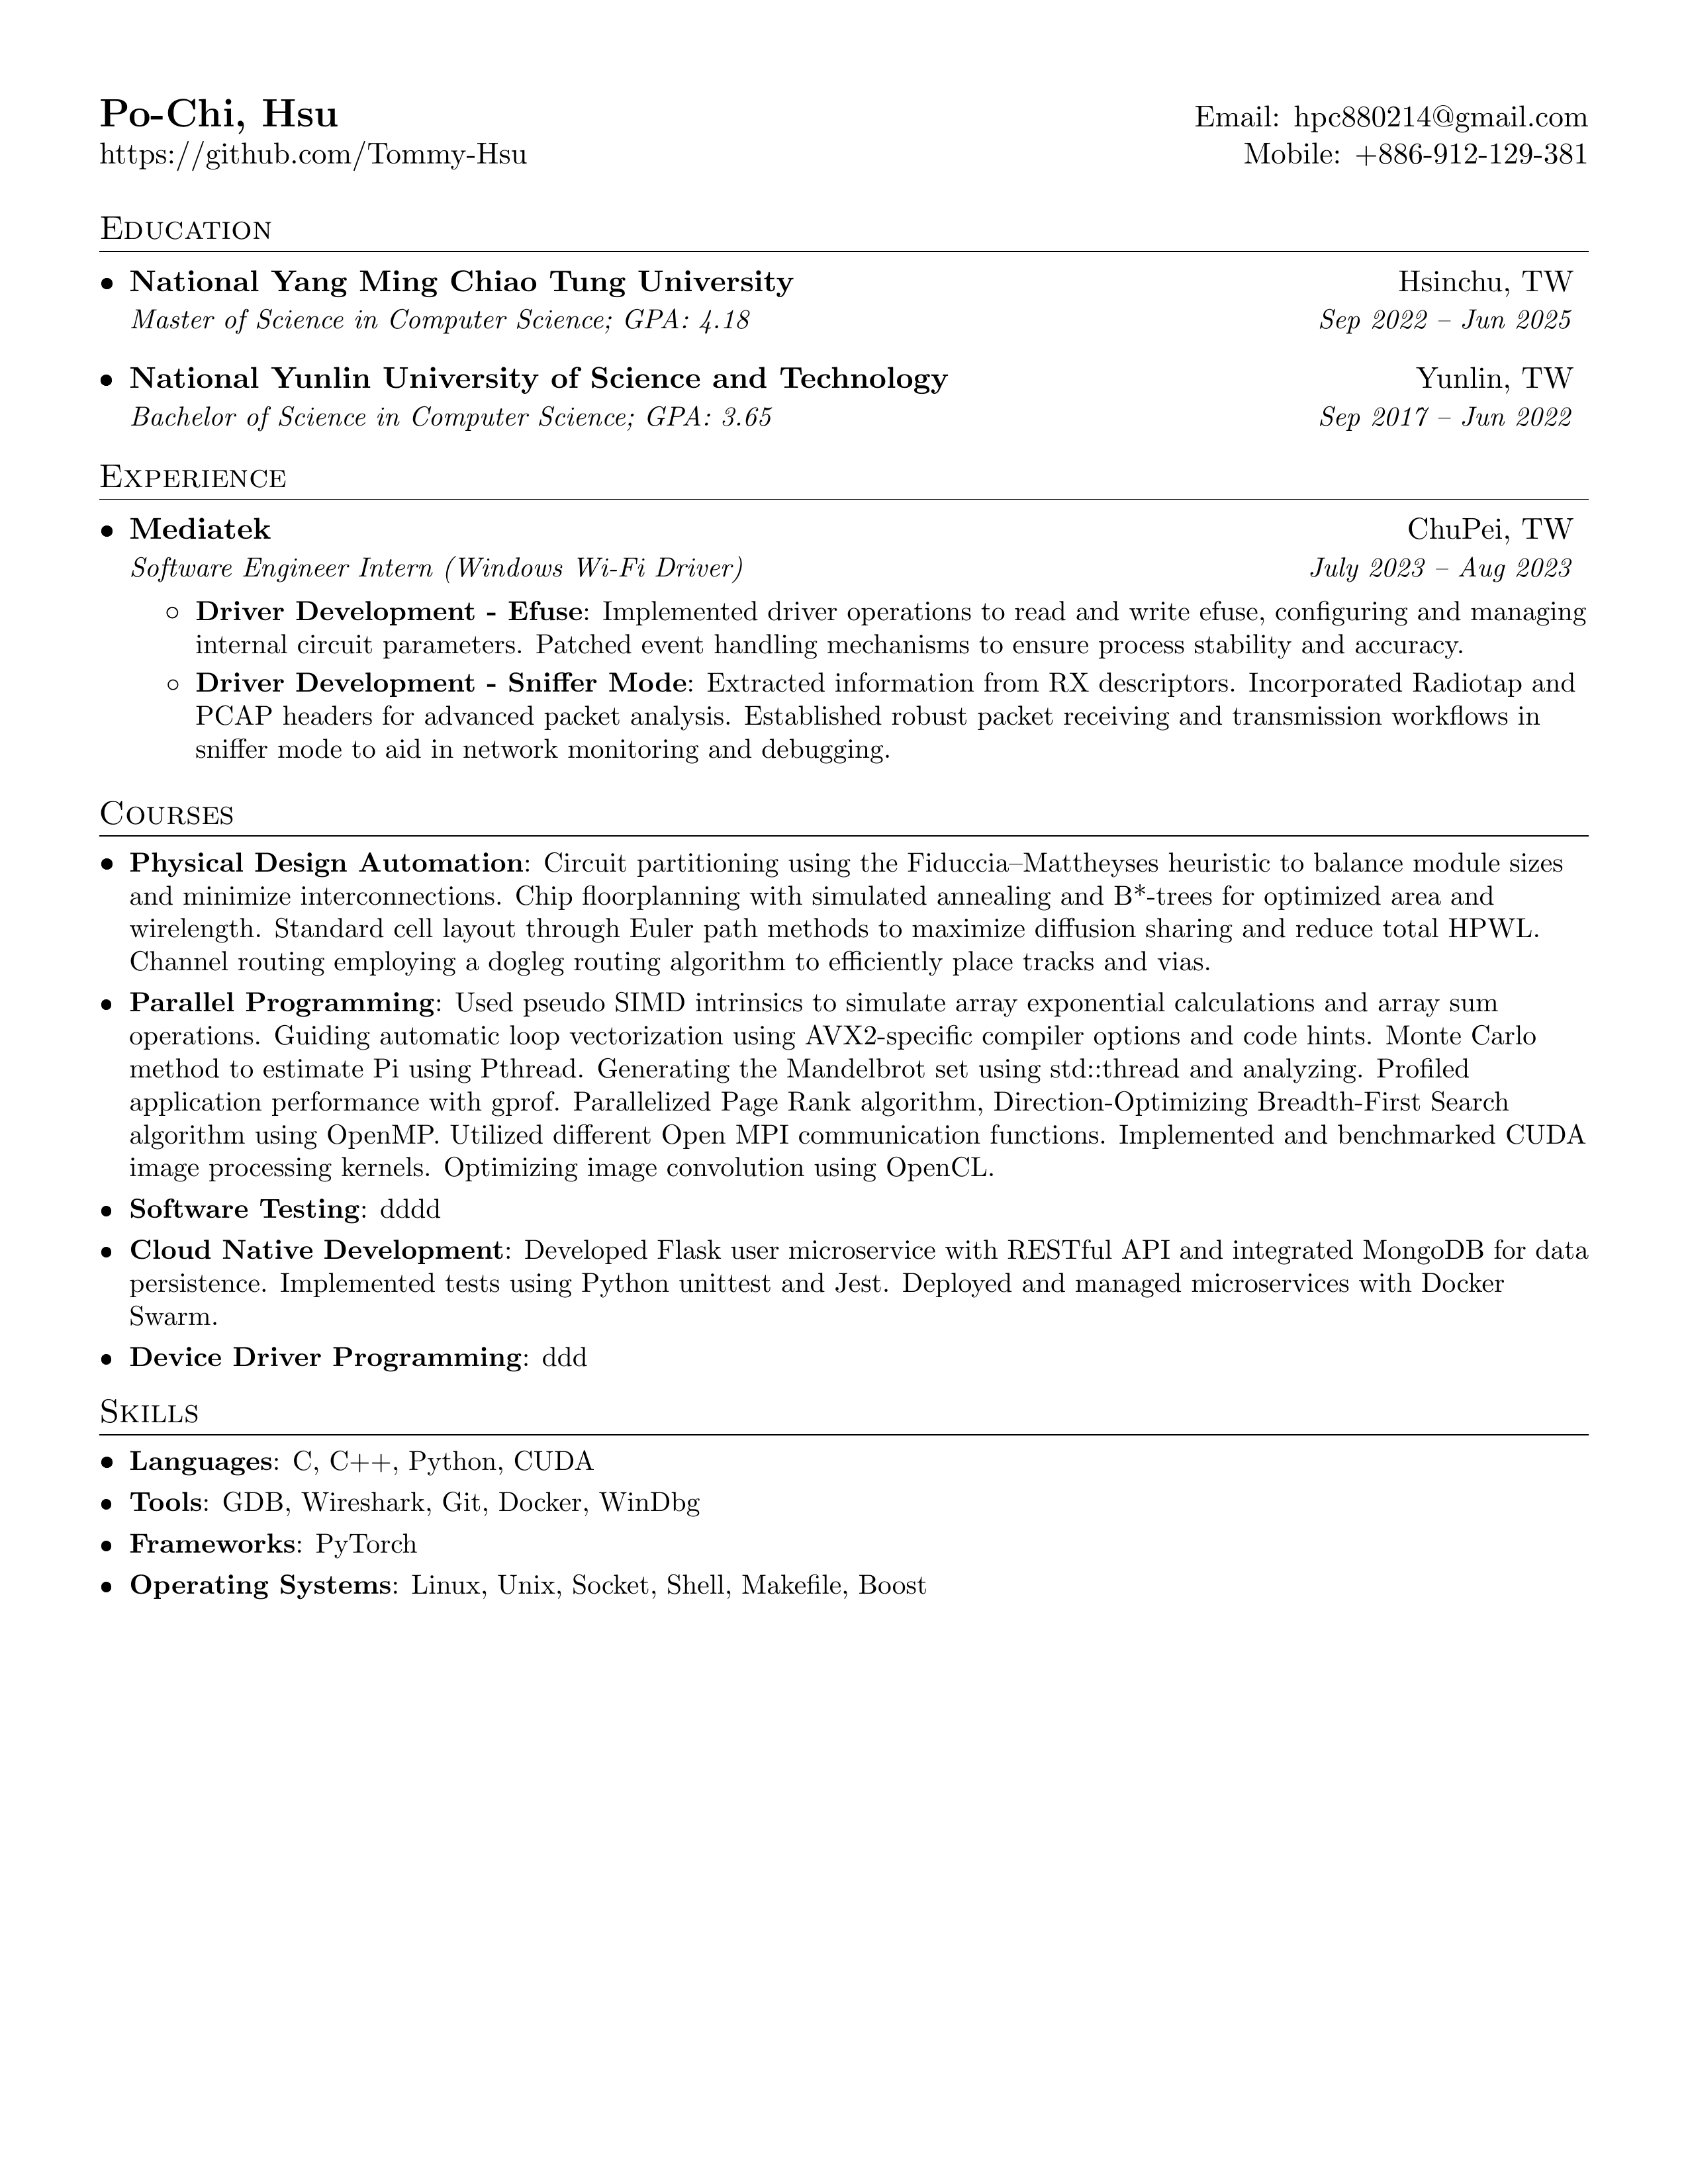 Po-Chi, Hsu Email: hpc880214@gmail.com
https://github.com/Tommy-Hsu Mobile: +886-912-129-381
Education
• National Yang Ming Chiao Tung University Hsinchu, TW
Master of Science in Computer Science; GPA: 4.18 Sep 2022 – Jun 2025
• National Yunlin University of Science and Technology Yunlin, TW
Bachelor of Science in Computer Science; GPA: 3.65 Sep 2017 – Jun 2022
Experience
• Mediatek ChuPei, TW
Software Engineer Intern (Windows Wi-Fi Driver) July 2023 – Aug 2023
◦ Driver Development - Efuse: Implemented driver operations to read and write efuse, configuring and managing
internal circuit parameters. Patched event handling mechanisms to ensure process stability and accuracy.
◦ Driver Development - Sniffer Mode: Extracted information from RX descriptors. Incorporated Radiotap and
PCAP headers for advanced packet analysis. Established robust packet receiving and transmission workflows in
sniffer mode to aid in network monitoring and debugging.
Courses
• Physical Design Automation: Circuit partitioning using the Fiduccia–Mattheyses heuristic to balance module sizes
and minimize interconnections. Chip floorplanning with simulated annealing and B*-trees for optimized area and
wirelength. Standard cell layout through Euler path methods to maximize diffusion sharing and reduce total HPWL.
Channel routing employing a dogleg routing algorithm to efficiently place tracks and vias.
• Parallel Programming: Used pseudo SIMD intrinsics to simulate array exponential calculations and array sum
operations. Guiding automatic loop vectorization using AVX2-specific compiler options and code hints. Monte Carlo
method to estimate Pi using Pthread. Generating the Mandelbrot set using std::thread and analyzing. Profiled
application performance with gprof. Parallelized Page Rank algorithm, Direction-Optimizing Breadth-First Search
algorithm using OpenMP. Utilized different Open MPI communication functions. Implemented and benchmarked CUDA
image processing kernels. Optimizing image convolution using OpenCL.
• Software Testing: dddd
• Cloud Native Development: Developed Flask user microservice with RESTful API and integrated MongoDB for data
persistence. Implemented tests using Python unittest and Jest. Deployed and managed microservices with Docker
Swarm.
• Device Driver Programming: ddd
Skills
• Languages: C, C++, Python, CUDA
• Tools: GDB, Wireshark, Git, Docker, WinDbg
• Frameworks: PyTorch
• Operating Systems: Linux, Unix, Socket, Shell, Makefile, Boost